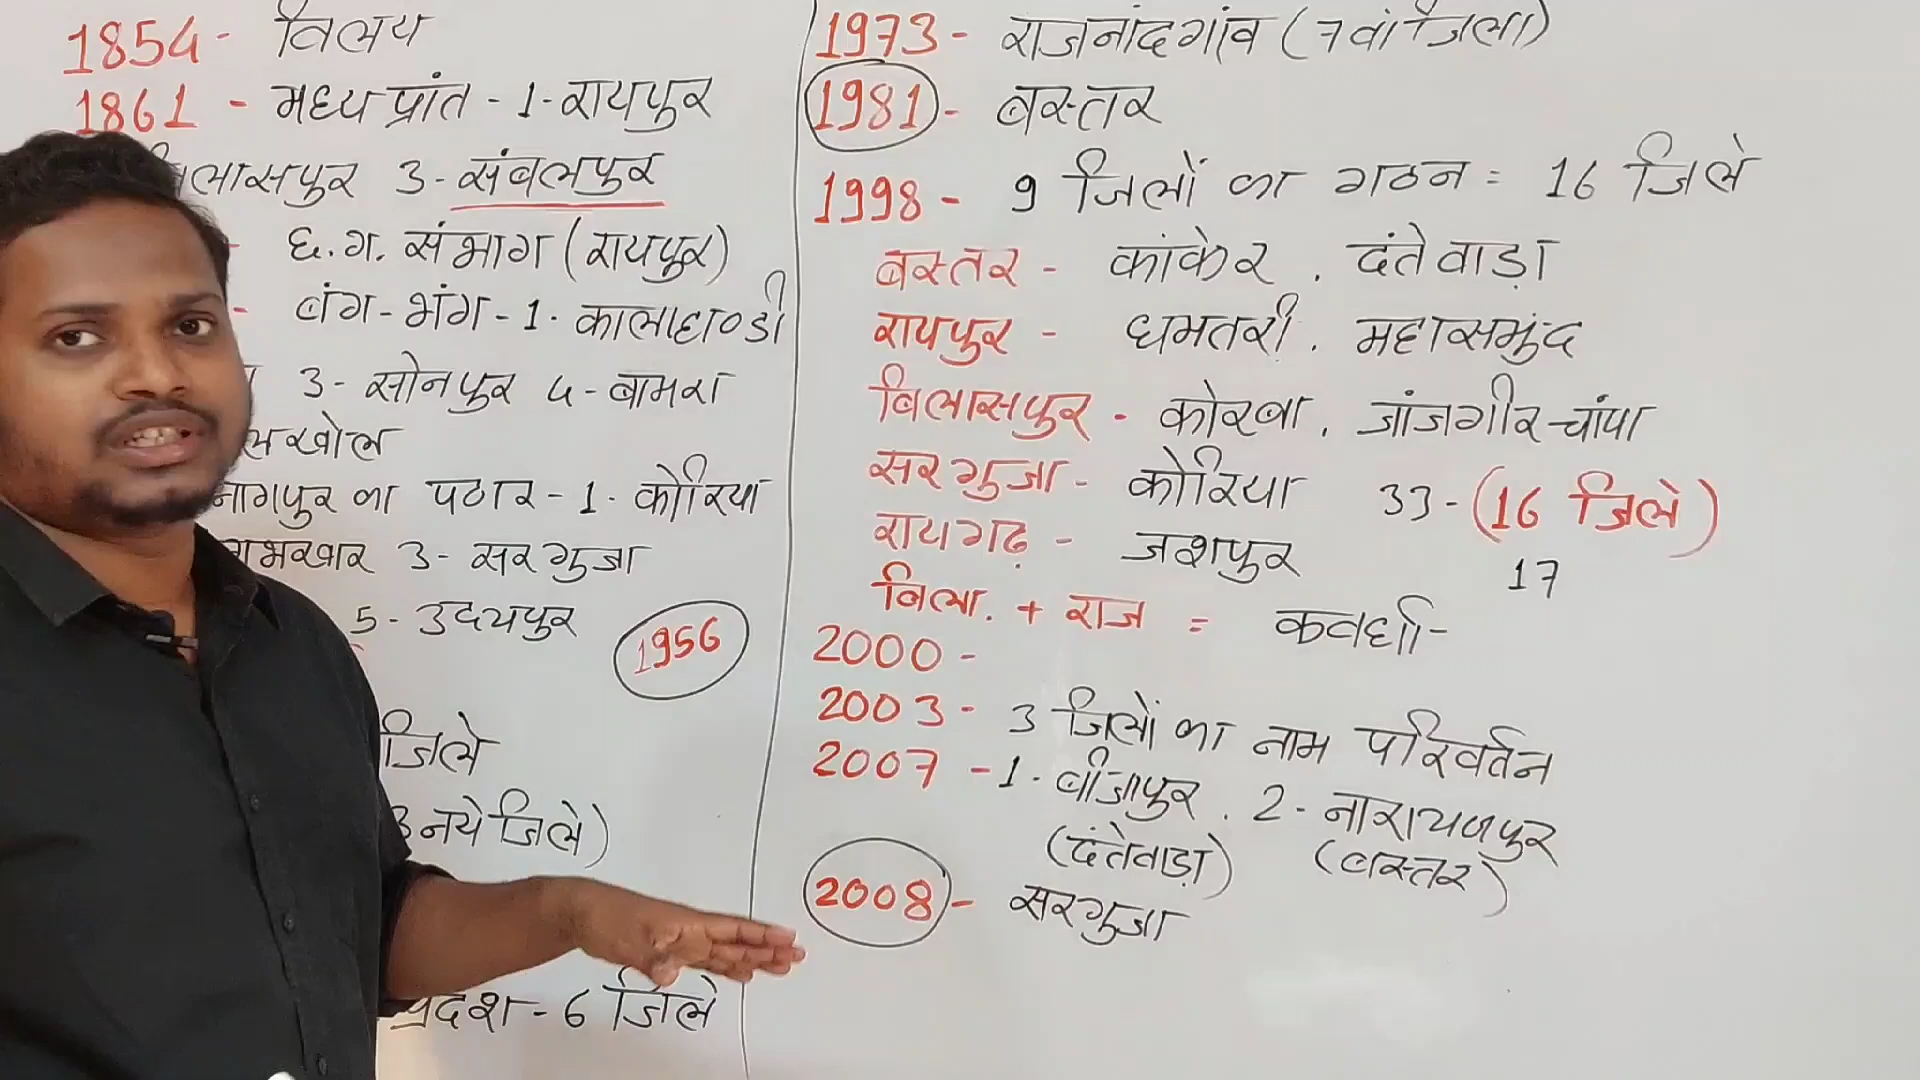 1854 - विलय
1861 - मध्य प्रांत - 1 - रायपुर
लासपुर 3 - संबलपुर
- छ.ग. संभाग (रायपुर)
- बंग - भंग - 1 - कालाहाण्डी
3 - सोनपुर 4 - बामरा
खोल
नागपुर का पठार - 1 - कोरिया
भखार 3 - सरगुजा
5 - उदयपुर
1956
जिले
3 नये जिले)
प्रदेश - 6 जिले
1973 - राजनांदगांव (7 वां जिला)
1981 - बस्तर
1998 - 9 जिलों का गठन = 16 जिले
बस्तर - कांकेर . दंतेवाड़ा
रायपुर - धमतरी . महासमुंद
बिलासपुर - कोरबा . जांजगीर-चांपा
सरगुजा - कोरिया 33 - (16 जिले)
रायगढ़ - जशपुर 17
बिला. + राज = कवर्धा -
2000 -
2003 - 3 जिलों का नाम परिवर्तन
2007 - 1 - बीजापुर . 2 - नारायणपुर
(दंतेवाड़ा) (बस्तर)
2008 - सरगुजा